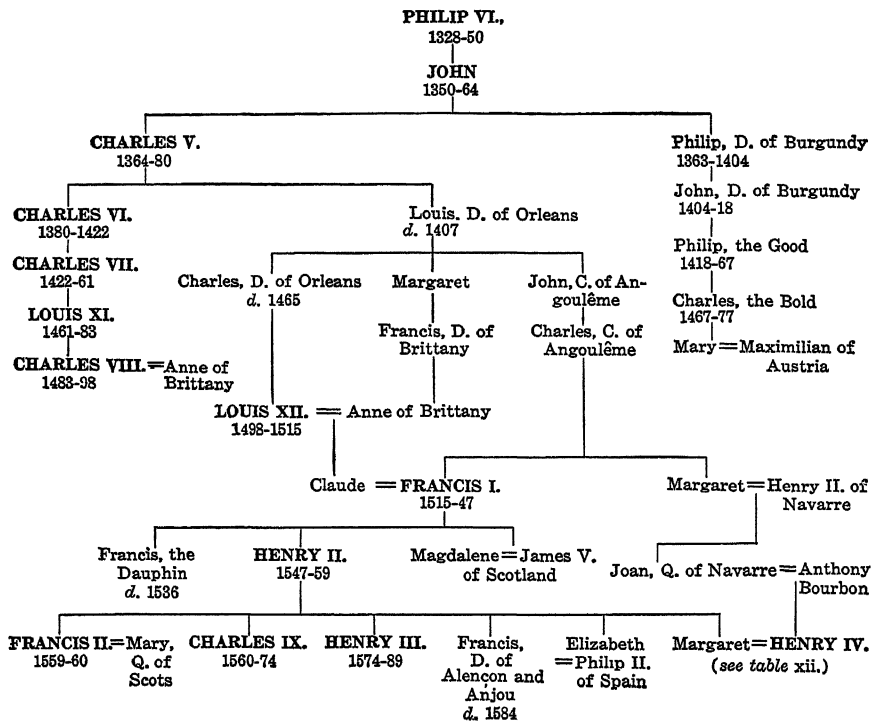 PHILIP VI.,
1328-50
JOHN
1350-64
CHARLES V.
1364-80
Philip, D. of Burgundy
1363-1404
John, D. of Burgundy
1404-18
Philip, the Good
1418-67
Charles, the Bold
1467-77
Mary = Maximilian of
Austria
CHARLES VI.
1380-1422
CHARLES VII.
1422-61
LOUIS XI.
1461-83
CHARLES VIII. = Anne of
1483-98 Brittany
Louis. D. of Orleans
d. 1407
Charles, D. of Orleans
d. 1465
Margaret
Francis, D. of
Brittany
John, C. of An-
goulême
Charles, C. of
Angoulême
LOUIS XII. = Anne of Brittany
1498-1515
Claude = FRANCIS I.
1515-47
Margaret = Henry II. of
Navarre
Francis, the
Dauphin
d. 1536
HENRY II.
1547-59
Magdalene = James V.
of Scotland
Joan, Q. of Navarre = Anthony
Bourbon
FRANCIS II. = Mary,
1559-60 Q. of
Scots
CHARLES IX.
1560-74
HENRY III.
1574-89
Francis,
D. of
Alençon and
Anjou
d. 1584
Elizabeth
= Philip II.
of Spain
Margaret = HENRY IV.
(see table xii.)